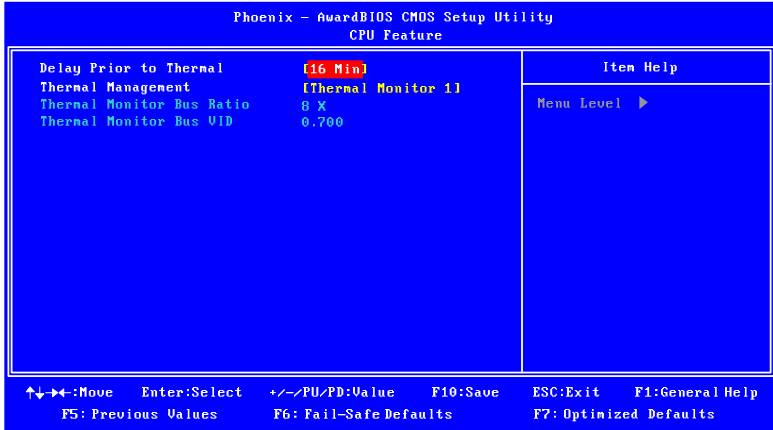 Phoenix – AwardBIOS CMOS Setup Utility
CPU Feature
Delay Prior to Thermal [16 Min]
Thermal Management [Thermal Monitor 1]
Thermal Monitor Bus Ratio 8 X
Thermal Monitor Bus VID 0.700
Item Help
Menu Level ▶
↑↓→←:Move Enter:Select +/-/PU/PD:Value F10:Save ESC:Exit F1:General Help
F5: Previous Values F6: Fail-Safe Defaults F7: Optimized Defaults